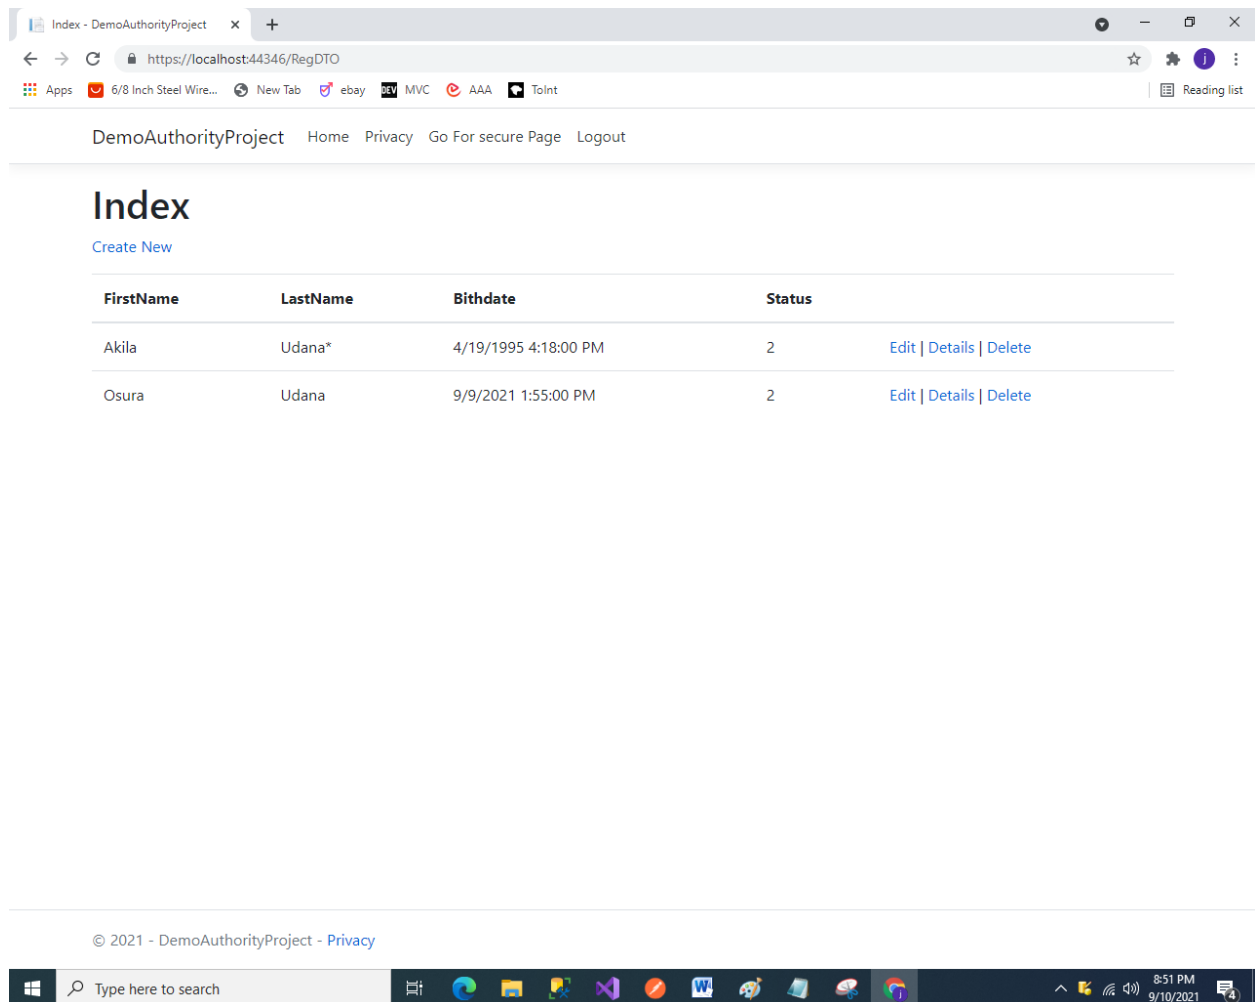 Index - DemoAuthorityProject
https://localhost:44346/RegDTO
Apps 6/8 Inch Steel Wire... New Tab ebay DEV MVC AAA ToInt Reading list
DemoAuthorityProject Home Privacy Go For secure Page Logout
Index
Create New
FirstName LastName Bithdate Status
Akila Udana* 4/19/1995 4:18:00 PM 2 Edit | Details | Delete
Osura Udana 9/9/2021 1:55:00 PM 2 Edit | Details | Delete
© 2021 - DemoAuthorityProject - Privacy
Type here to search 8:51 PM
9/10/2021